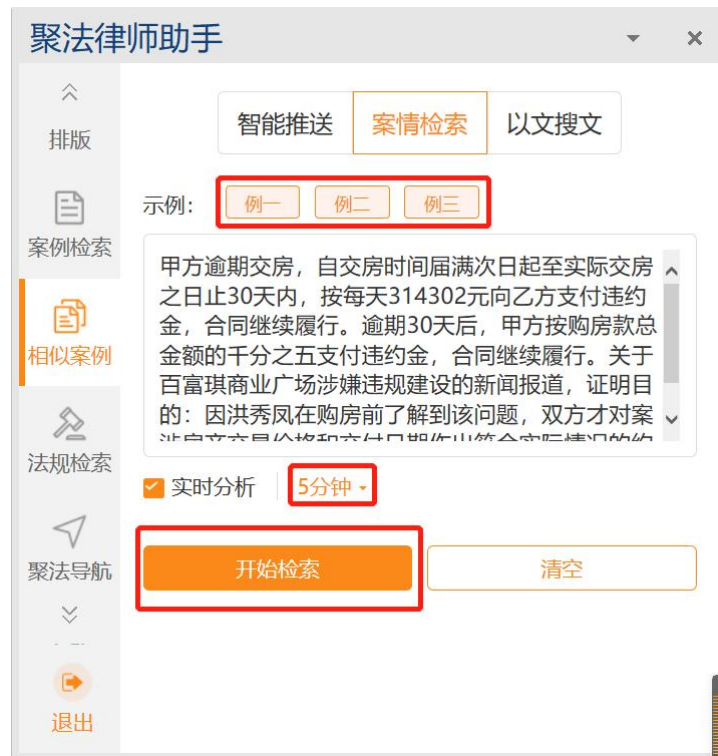 聚法律师助手
排版
案例检索
相似案例
法规检索
聚法导航
退出
智能推送 案情检索 以文搜文
示例： 例一 例二 例三
甲方逾期交房，自交房时间届满次日起至实际交房
之日止30天内，按每天314302元向乙方支付违约
金，合同继续履行。逾期30天后，甲方按购房款总
金额的千分之五支付违约金，合同继续履行。关于
百富琪商业广场涉嫌违规建设的新闻报道，证明目
的：因洪秀凤在购房前了解到该问题，双方才对案
实时分析 5分钟
开始检索 清空